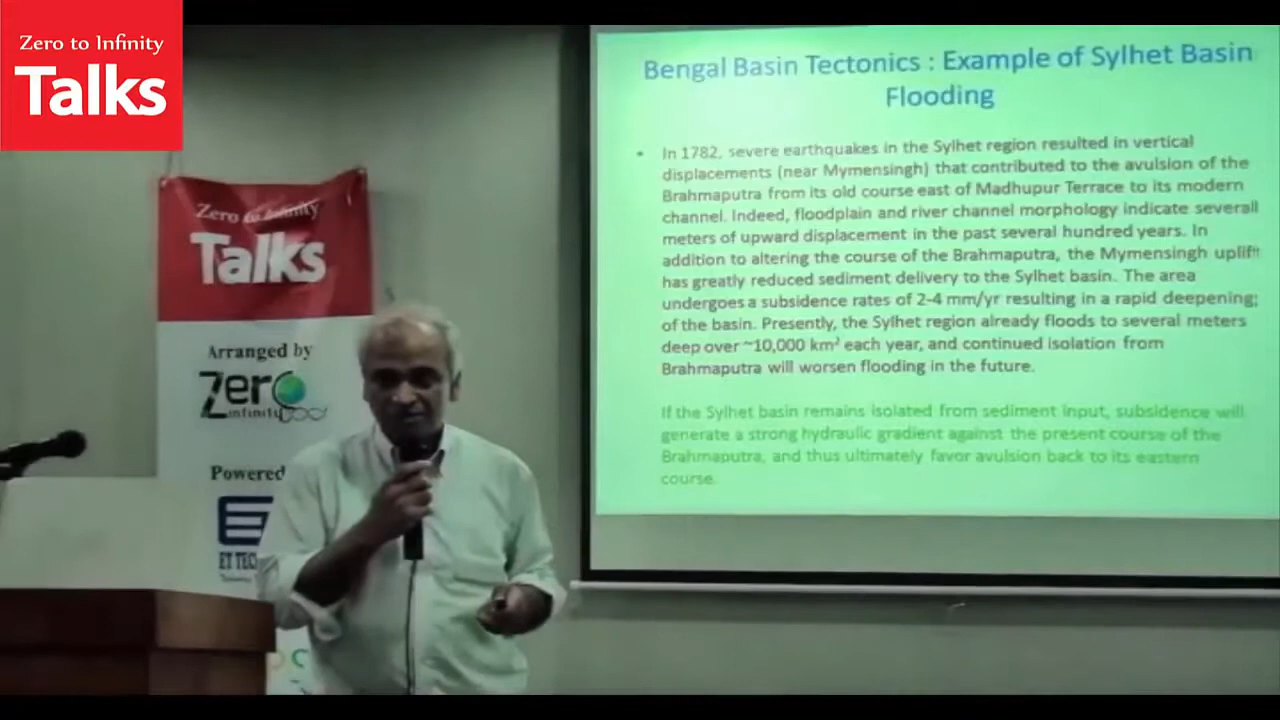 Zero to Infinity
Talks
Zero to Infinity
Talks
Arranged by
Zero
infinity
Powered
ET TEC
Bengal Basin Tectonics : Example of Sylhet Basin
Flooding
• In 1782, severe earthquakes in the Sylhet region resulted in vertical
displacements (near Mymensingh) that contributed to the avulsion of the
Brahmaputra from its old course east of Madhupur Terrace to its modern
channel. Indeed, floodplain and river channel morphology indicate severall
meters of upward displacement in the past several hundred years. In
addition to altering the course of the Brahmaputra, the Mymensingh uplift
has greatly reduced sediment delivery to the Sylhet basin. The area
undergoes a subsidence rates of 2-4 mm/yr resulting in a rapid deepening;
of the basin. Presently, the Sylhet region already floods to several meters
deep over ~10,000 km² each year, and continued isolation from
Brahmaputra will worsen flooding in the future.
If the Sylhet basin remains isolated from sediment input, subsidence will
generate a strong hydraulic gradient against the present course of the
Brahmaputra, and thus ultimately favor avulsion back to its eastern
course.